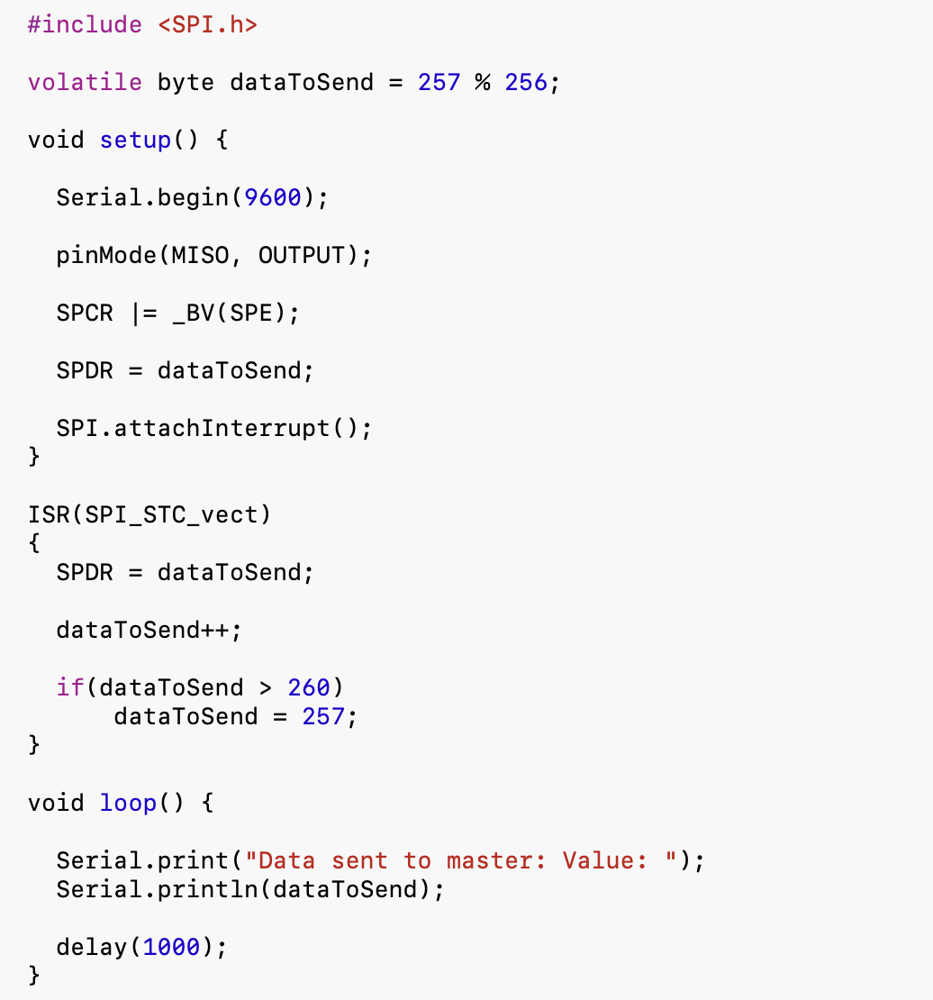 #include <SPI.h>
volatile byte dataToSend = 257 % 256;
void setup() {
  Serial.begin(9600);
  pinMode(MISO, OUTPUT);
  SPCR |= _BV(SPE);
  SPDR = dataToSend;
  SPI.attachInterrupt();
}
ISR(SPI_STC_vect)
{
  SPDR = dataToSend;
  dataToSend++;
  if(dataToSend > 260)
      dataToSend = 257;
}
void loop() {
  Serial.print("Data sent to master: Value: ");
  Serial.println(dataToSend);
  delay(1000);
}